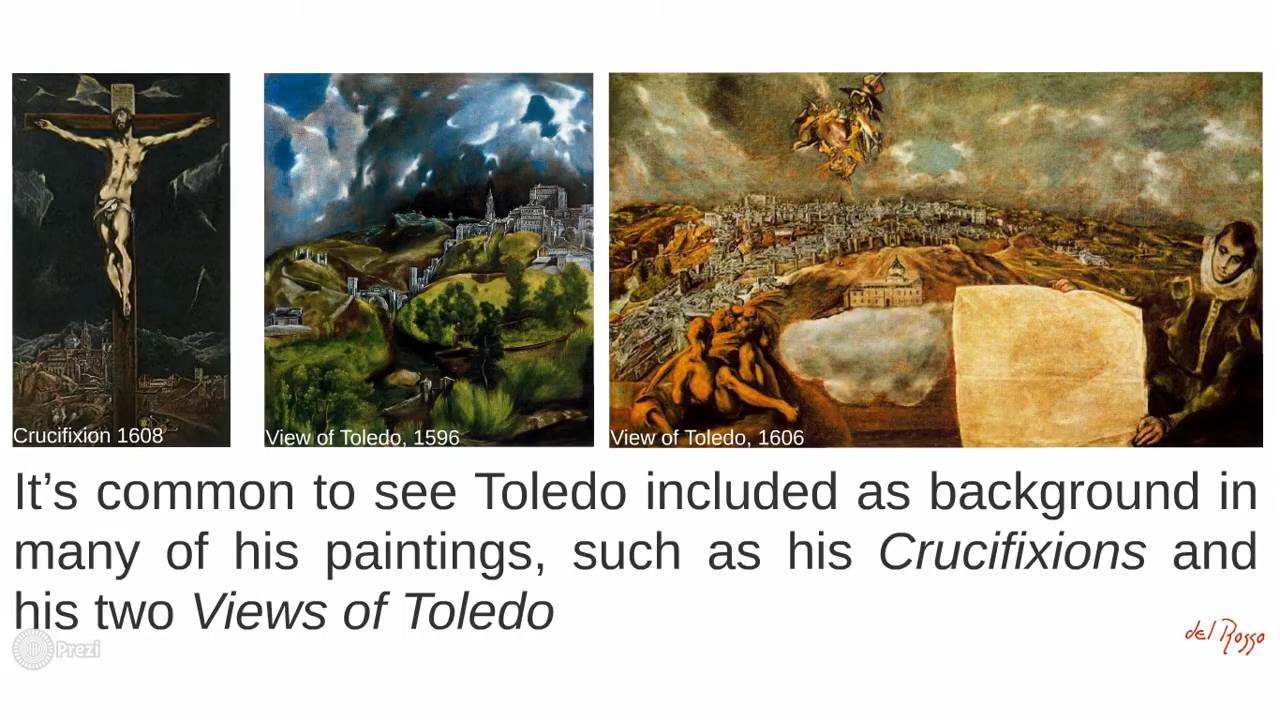 Crucifixion 1608
View of Toledo, 1596
View of Toledo, 1606
It’s common to see Toledo included as background in
many of his paintings, such as his Crucifixions and
his two Views of Toledo
Prezi
del Rosso